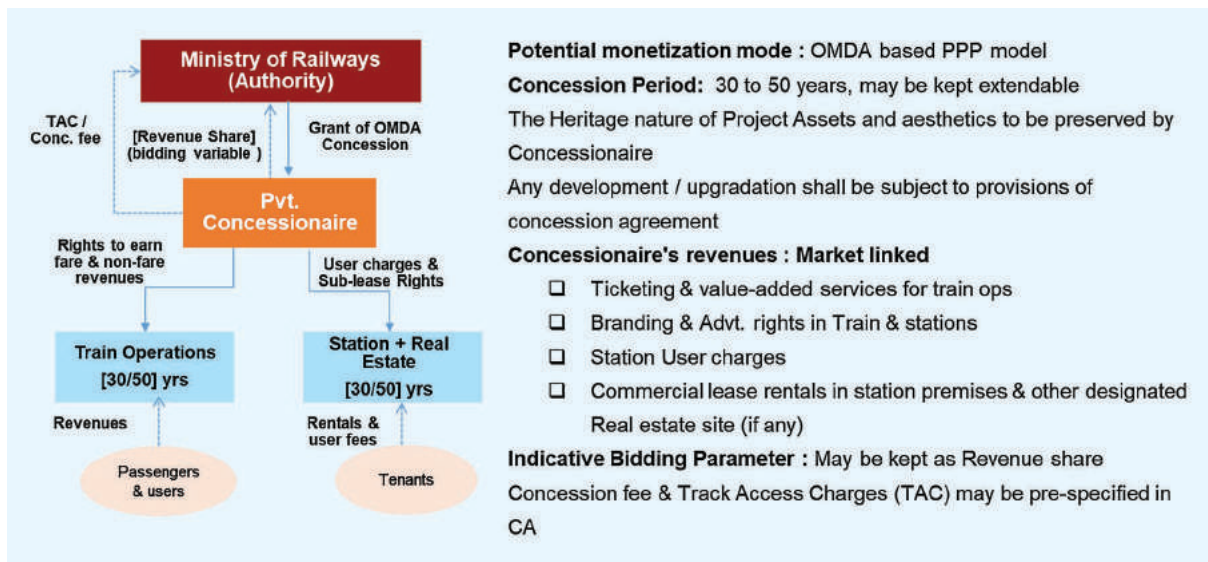 Ministry of Railways
(Authority)
TAC /
Conc. fee
[Revenue Share]
(bidding variable )
Grant of OMDA
Concession
Pvt.
Concessionaire
Rights to earn
fare & non-fare
revenues
User charges &
Sub-lease Rights
Train Operations
[30/50] yrs
Station + Real
Estate
[30/50] yrs
Revenues
Rentals &
user fees
Passengers
& users
Tenants
Potential monetization mode : OMDA based PPP model
Concession Period: 30 to 50 years, may be kept extendable
The Heritage nature of Project Assets and aesthetics to be preserved by
Concessionaire
Any development / upgradation shall be subject to provisions of
concession agreement
Concessionaire's revenues : Market linked
❑ Ticketing & value-added services for train ops
❑ Branding & Advt. rights in Train & stations
❑ Station User charges
❑ Commercial lease rentals in station premises & other designated
Real estate site (if any)
Indicative Bidding Parameter : May be kept as Revenue share
Concession fee & Track Access Charges (TAC) may be pre-specified in
CA